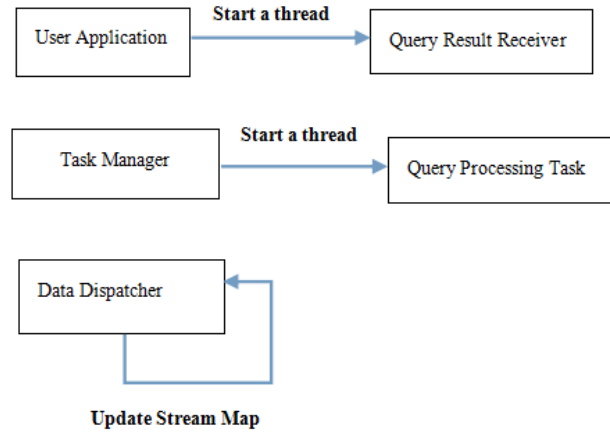 Start a thread
User Application
Query Result Receiver
Start a thread
Task Manager
Query Processing Task
Data Dispatcher
Update Stream Map